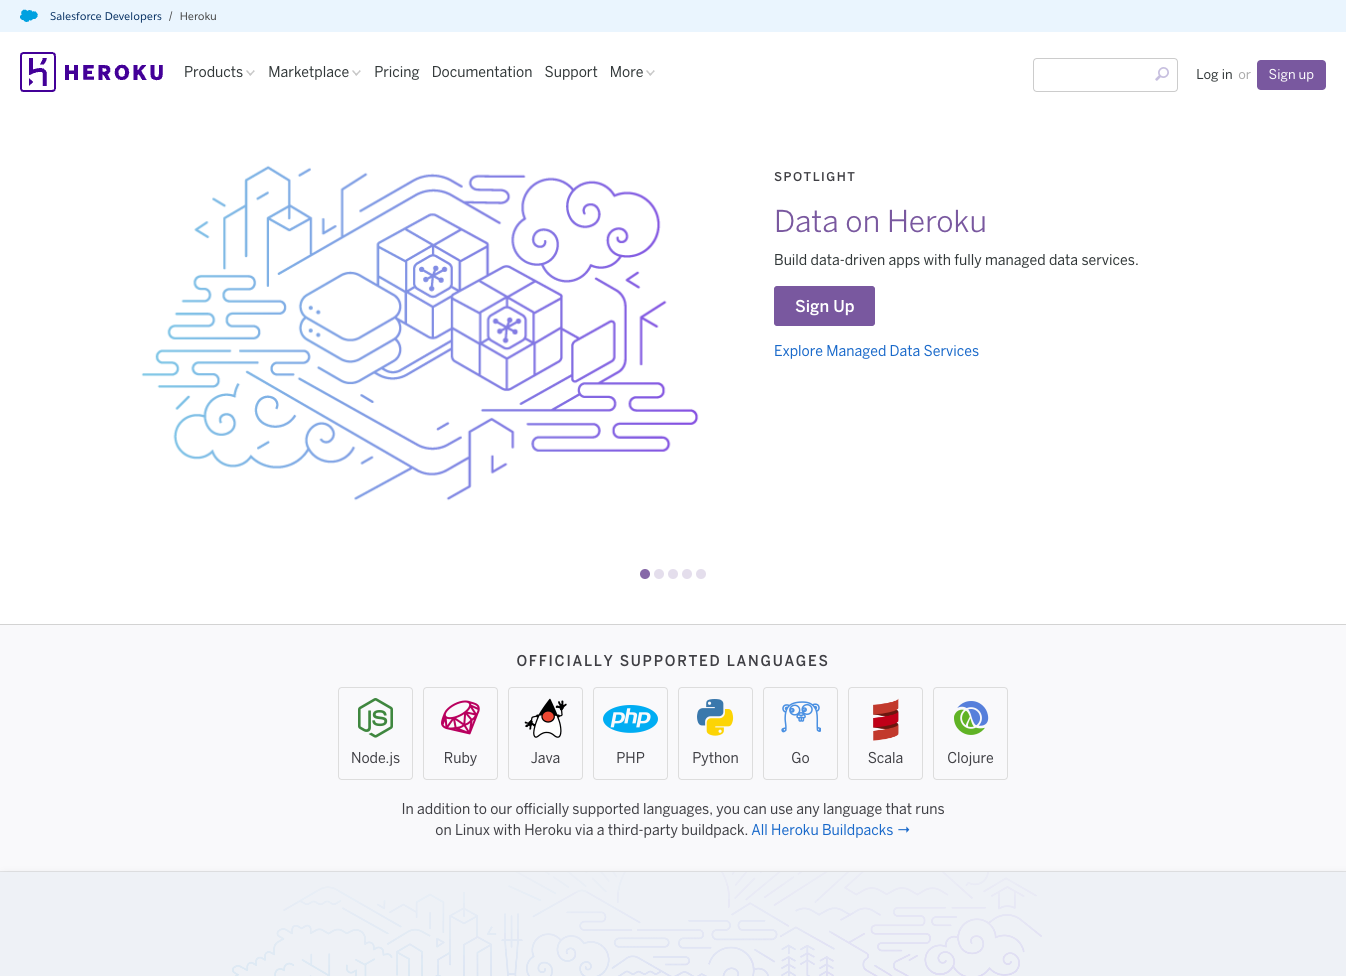 Salesforce Developers / Heroku
HEROKU
Products Marketplace Pricing Documentation Support More
Log in or Sign up
SPOTLIGHT
Data on Heroku
Build data-driven apps with fully managed data services.
Sign Up
Explore Managed Data Services
OFFICIALLY SUPPORTED LANGUAGES
JS php
Node.js Ruby Java PHP Python Go Scala Clojure
In addition to our officially supported languages, you can use any language that runs
on Linux with Heroku via a third-party buildpack. All Heroku Buildpacks →